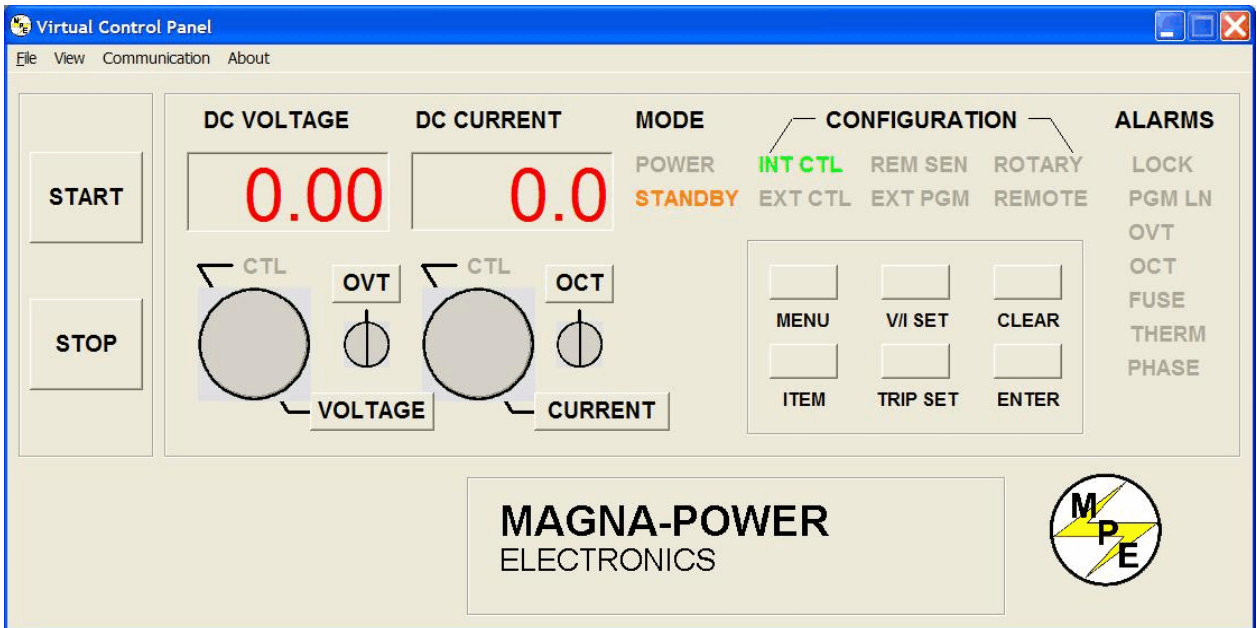 Virtual Control Panel
File View Communication About
DC VOLTAGE DC CURRENT MODE CONFIGURATION ALARMS
POWER INT CTL REM SEN ROTARY LOCK
START 0.00 0.0 STANDBY EXT CTL EXT PGM REMOTE PGM LN
OVT
CTL OVT CTL OCT OCT
FUSE
MENU V/I SET CLEAR
STOP THERM
PHASE
VOLTAGE CURRENT ITEM TRIP SET ENTER
MAGNA-POWER
ELECTRONICS
MPE